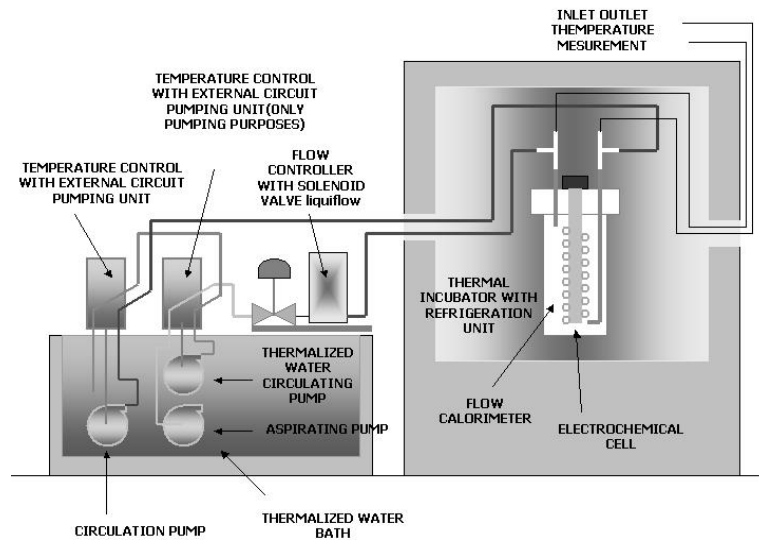 INLET OUTLET
THEMPERATURE
MESUREMENT
TEMPERATURE CONTROL
WITH EXTERNAL CIRCUIT
PUMPING UNIT(ONLY
PUMPING PURPOSES)
TEMPERATURE CONTROL
WITH EXTERNAL CIRCUIT
PUMPING UNIT
FLOW
CONTROLLER
WITH SOLENOID
VALVE liquiflow
THERMAL
INCUBATOR WITH
REFRIGERATION
UNIT
THERMALIZED
WATER
CIRCULATING
PUMP
ASPIRATING PUMP
FLOW
CALORIMETER
ELECTROCHEMICAL
CELL
CIRCULATION PUMP
THERMALIZED WATER
BATH